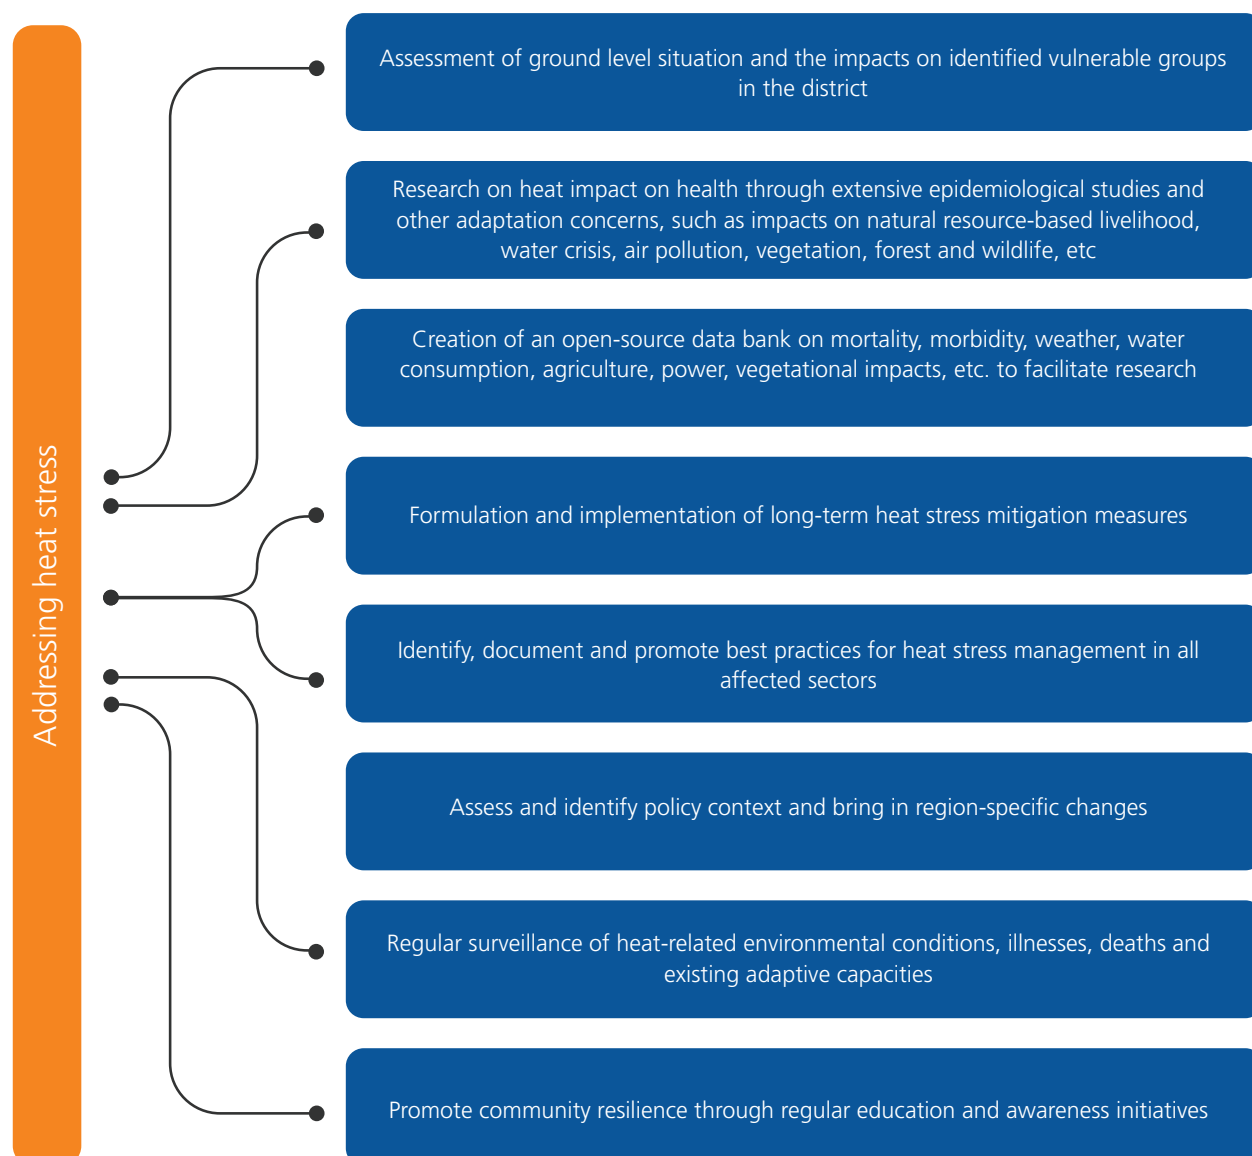 Addressing heat stress
Assessment of ground level situation and the impacts on identified vulnerable groups
in the district
Research on heat impact on health through extensive epidemiological studies and
other adaptation concerns, such as impacts on natural resource-based livelihood,
water crisis, air pollution, vegetation, forest and wildlife, etc
Creation of an open-source data bank on mortality, morbidity, weather, water
consumption, agriculture, power, vegetational impacts, etc. to facilitate research
Formulation and implementation of long-term heat stress mitigation measures
Identify, document and promote best practices for heat stress management in all
affected sectors
Assess and identify policy context and bring in region-specific changes
Regular surveillance of heat-related environmental conditions, illnesses, deaths and
existing adaptive capacities
Promote community resilience through regular education and awareness initiatives